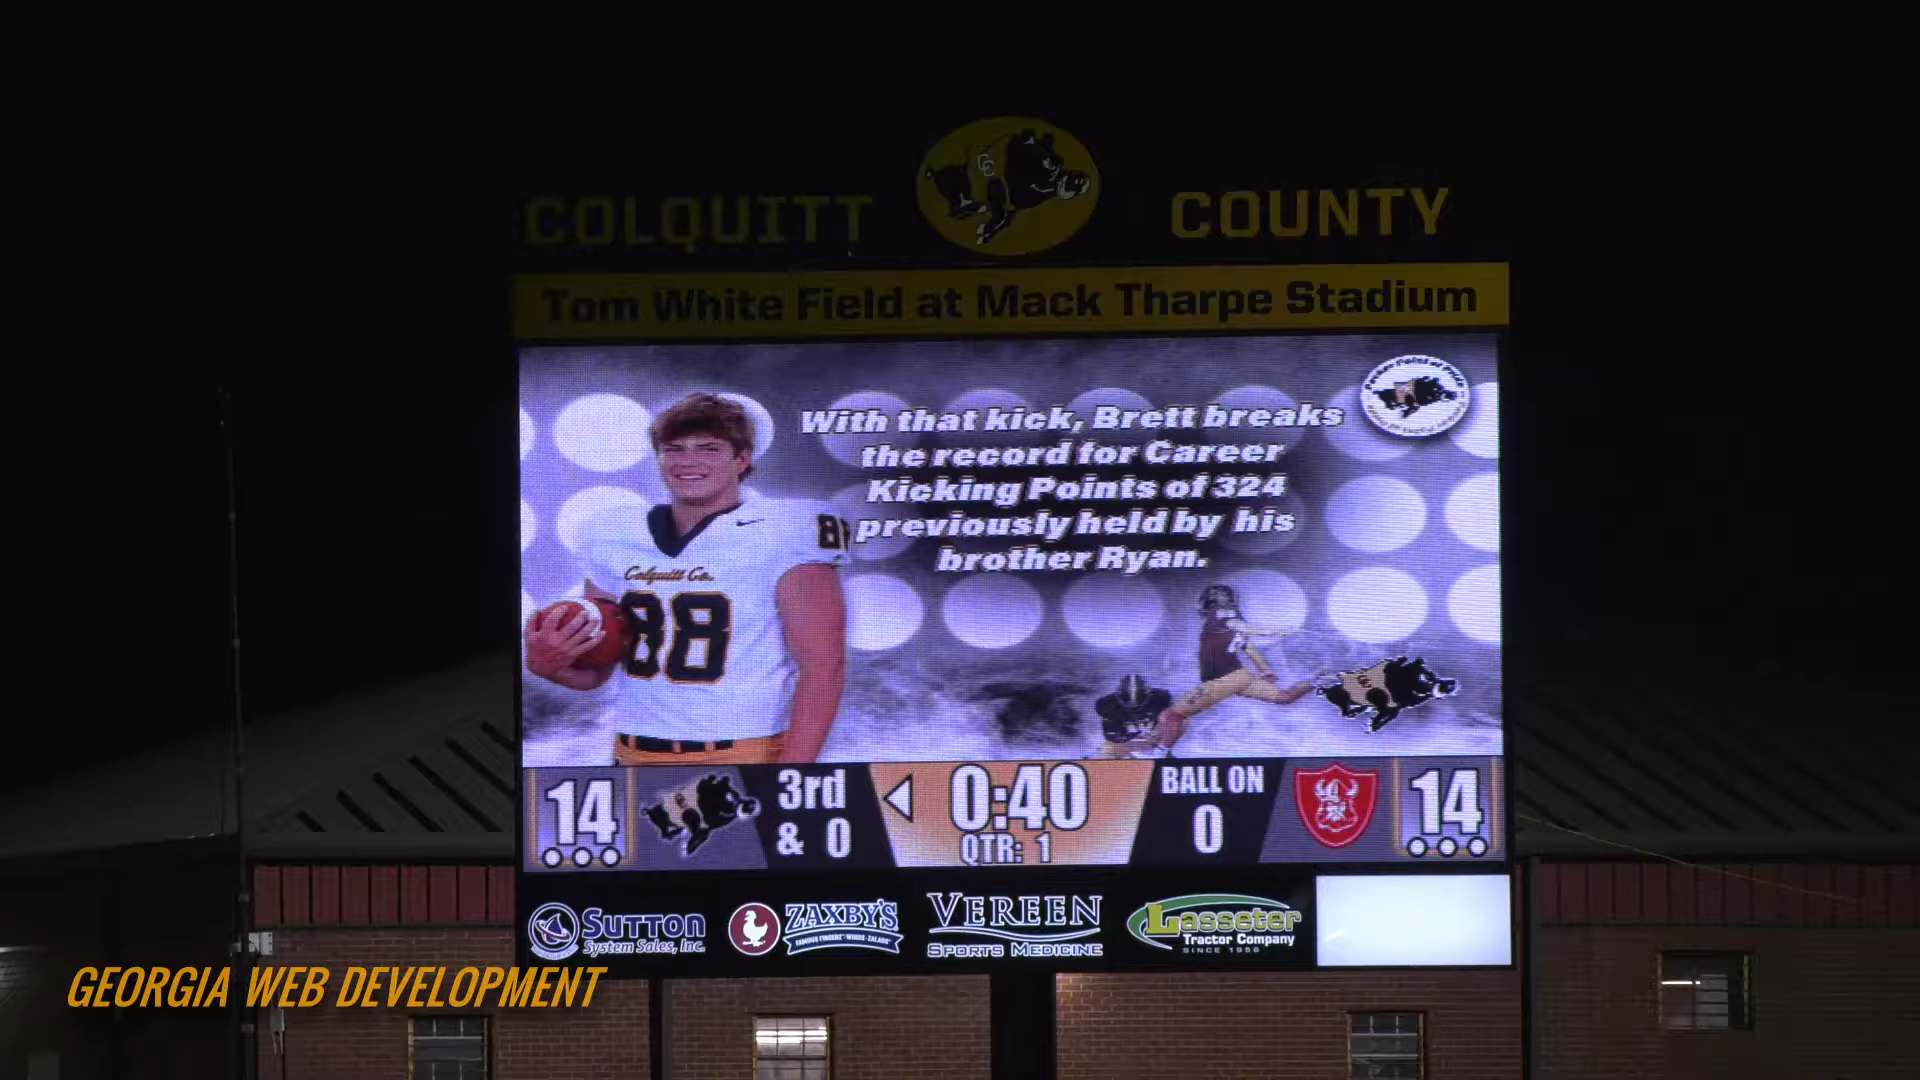 COLQUITT COUNTY
Tom White Field at Mack Tharpe Stadium
With that kick, Brett breaks
the record for Career
Kicking Points of 324
previously held by his
brother Ryan.
Colquitt Co.
88
14
3rd
& 0
0:40
QTR: 1
BALL ON
0
14
SUTTON
System Sales, Inc.
ZAXBY'S
VEREEN
SPORTS MEDICINE
Lasseter
Tractor Company
SINCE 1956
GEORGIA WEB DEVELOPMENT